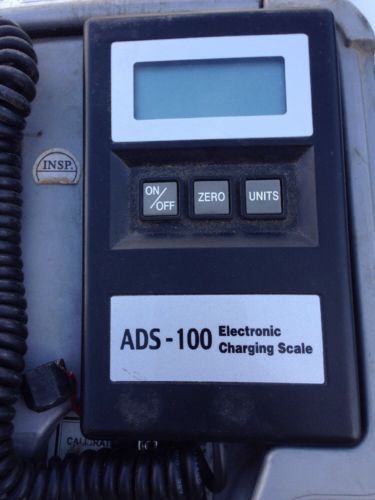 INSP.
ON/OFF
ZERO
UNITS
ADS - 100 Electronic
Charging Scale